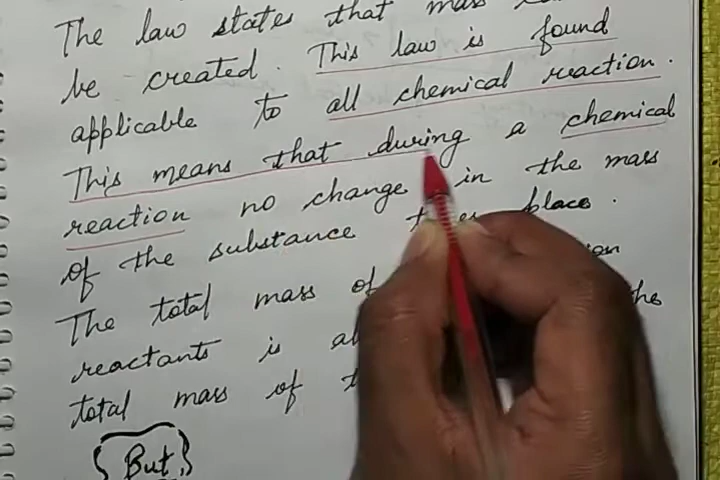 The law states that mass
be created. This law is found
applicable to all chemical reaction.
This means that during a chemical
reaction no change in the mass
of the substance place.
The total mass of
reactants is
total mass of
But